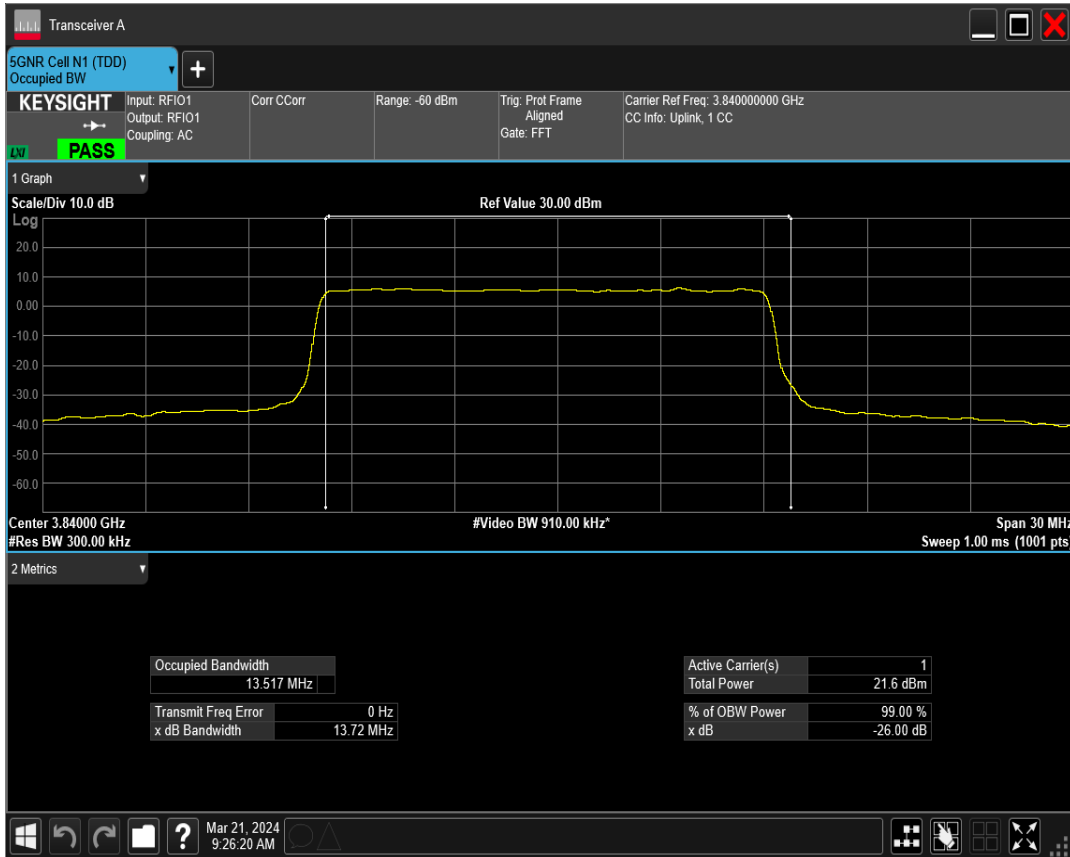 Transceiver A
5GNR Cell N1 (TDD)
Occupied BW
KEYSIGHT
LXI
PASS
Input: RFIO1
Output: RFIO1
Coupling: AC
Corr CCorr
Range: -60 dBm
Trig: Prot Frame
Aligned
Gate: FFT
Carrier Ref Freq: 3.840000000 GHz
CC Info: Uplink, 1 CC
1 Graph
Scale/Div 10.0 dB
Ref Value 30.00 dBm
Log
20.0
10.0
0.00
-10.0
-20.0
-30.0
-40.0
-50.0
-60.0
Center 3.84000 GHz
#Video BW 910.00 kHz*
Span 30 MHz
#Res BW 300.00 kHz
Sweep 1.00 ms (1001 pts)
2 Metrics
Occupied Bandwidth
13.517 MHz
Transmit Freq Error 0 Hz
x dB Bandwidth 13.72 MHz
Active Carrier(s) 1
Total Power 21.6 dBm
% of OBW Power 99.00 %
x dB -26.00 dB
?
Mar 21, 2024
9:26:20 AM